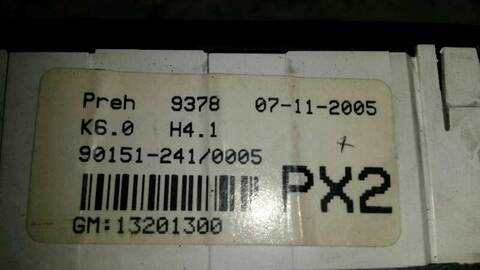 Preh 9378 07-11-2005
K6.0 H4.1
90151-241/0005
PX2
GM:13201300